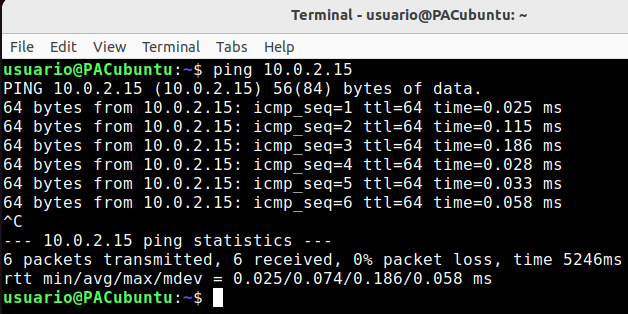 Terminal - usuario@PACubuntu: ~
File Edit View Terminal Tabs Help
usuario@PACubuntu:~$ ping 10.0.2.15
PING 10.0.2.15 (10.0.2.15) 56(84) bytes of data.
64 bytes from 10.0.2.15: icmp_seq=1 ttl=64 time=0.025 ms
64 bytes from 10.0.2.15: icmp_seq=2 ttl=64 time=0.115 ms
64 bytes from 10.0.2.15: icmp_seq=3 ttl=64 time=0.186 ms
64 bytes from 10.0.2.15: icmp_seq=4 ttl=64 time=0.028 ms
64 bytes from 10.0.2.15: icmp_seq=5 ttl=64 time=0.033 ms
64 bytes from 10.0.2.15: icmp_seq=6 ttl=64 time=0.058 ms
^C
--- 10.0.2.15 ping statistics ---
6 packets transmitted, 6 received, 0% packet loss, time 5246ms
rtt min/avg/max/mdev = 0.025/0.074/0.186/0.058 ms
usuario@PACubuntu:~$